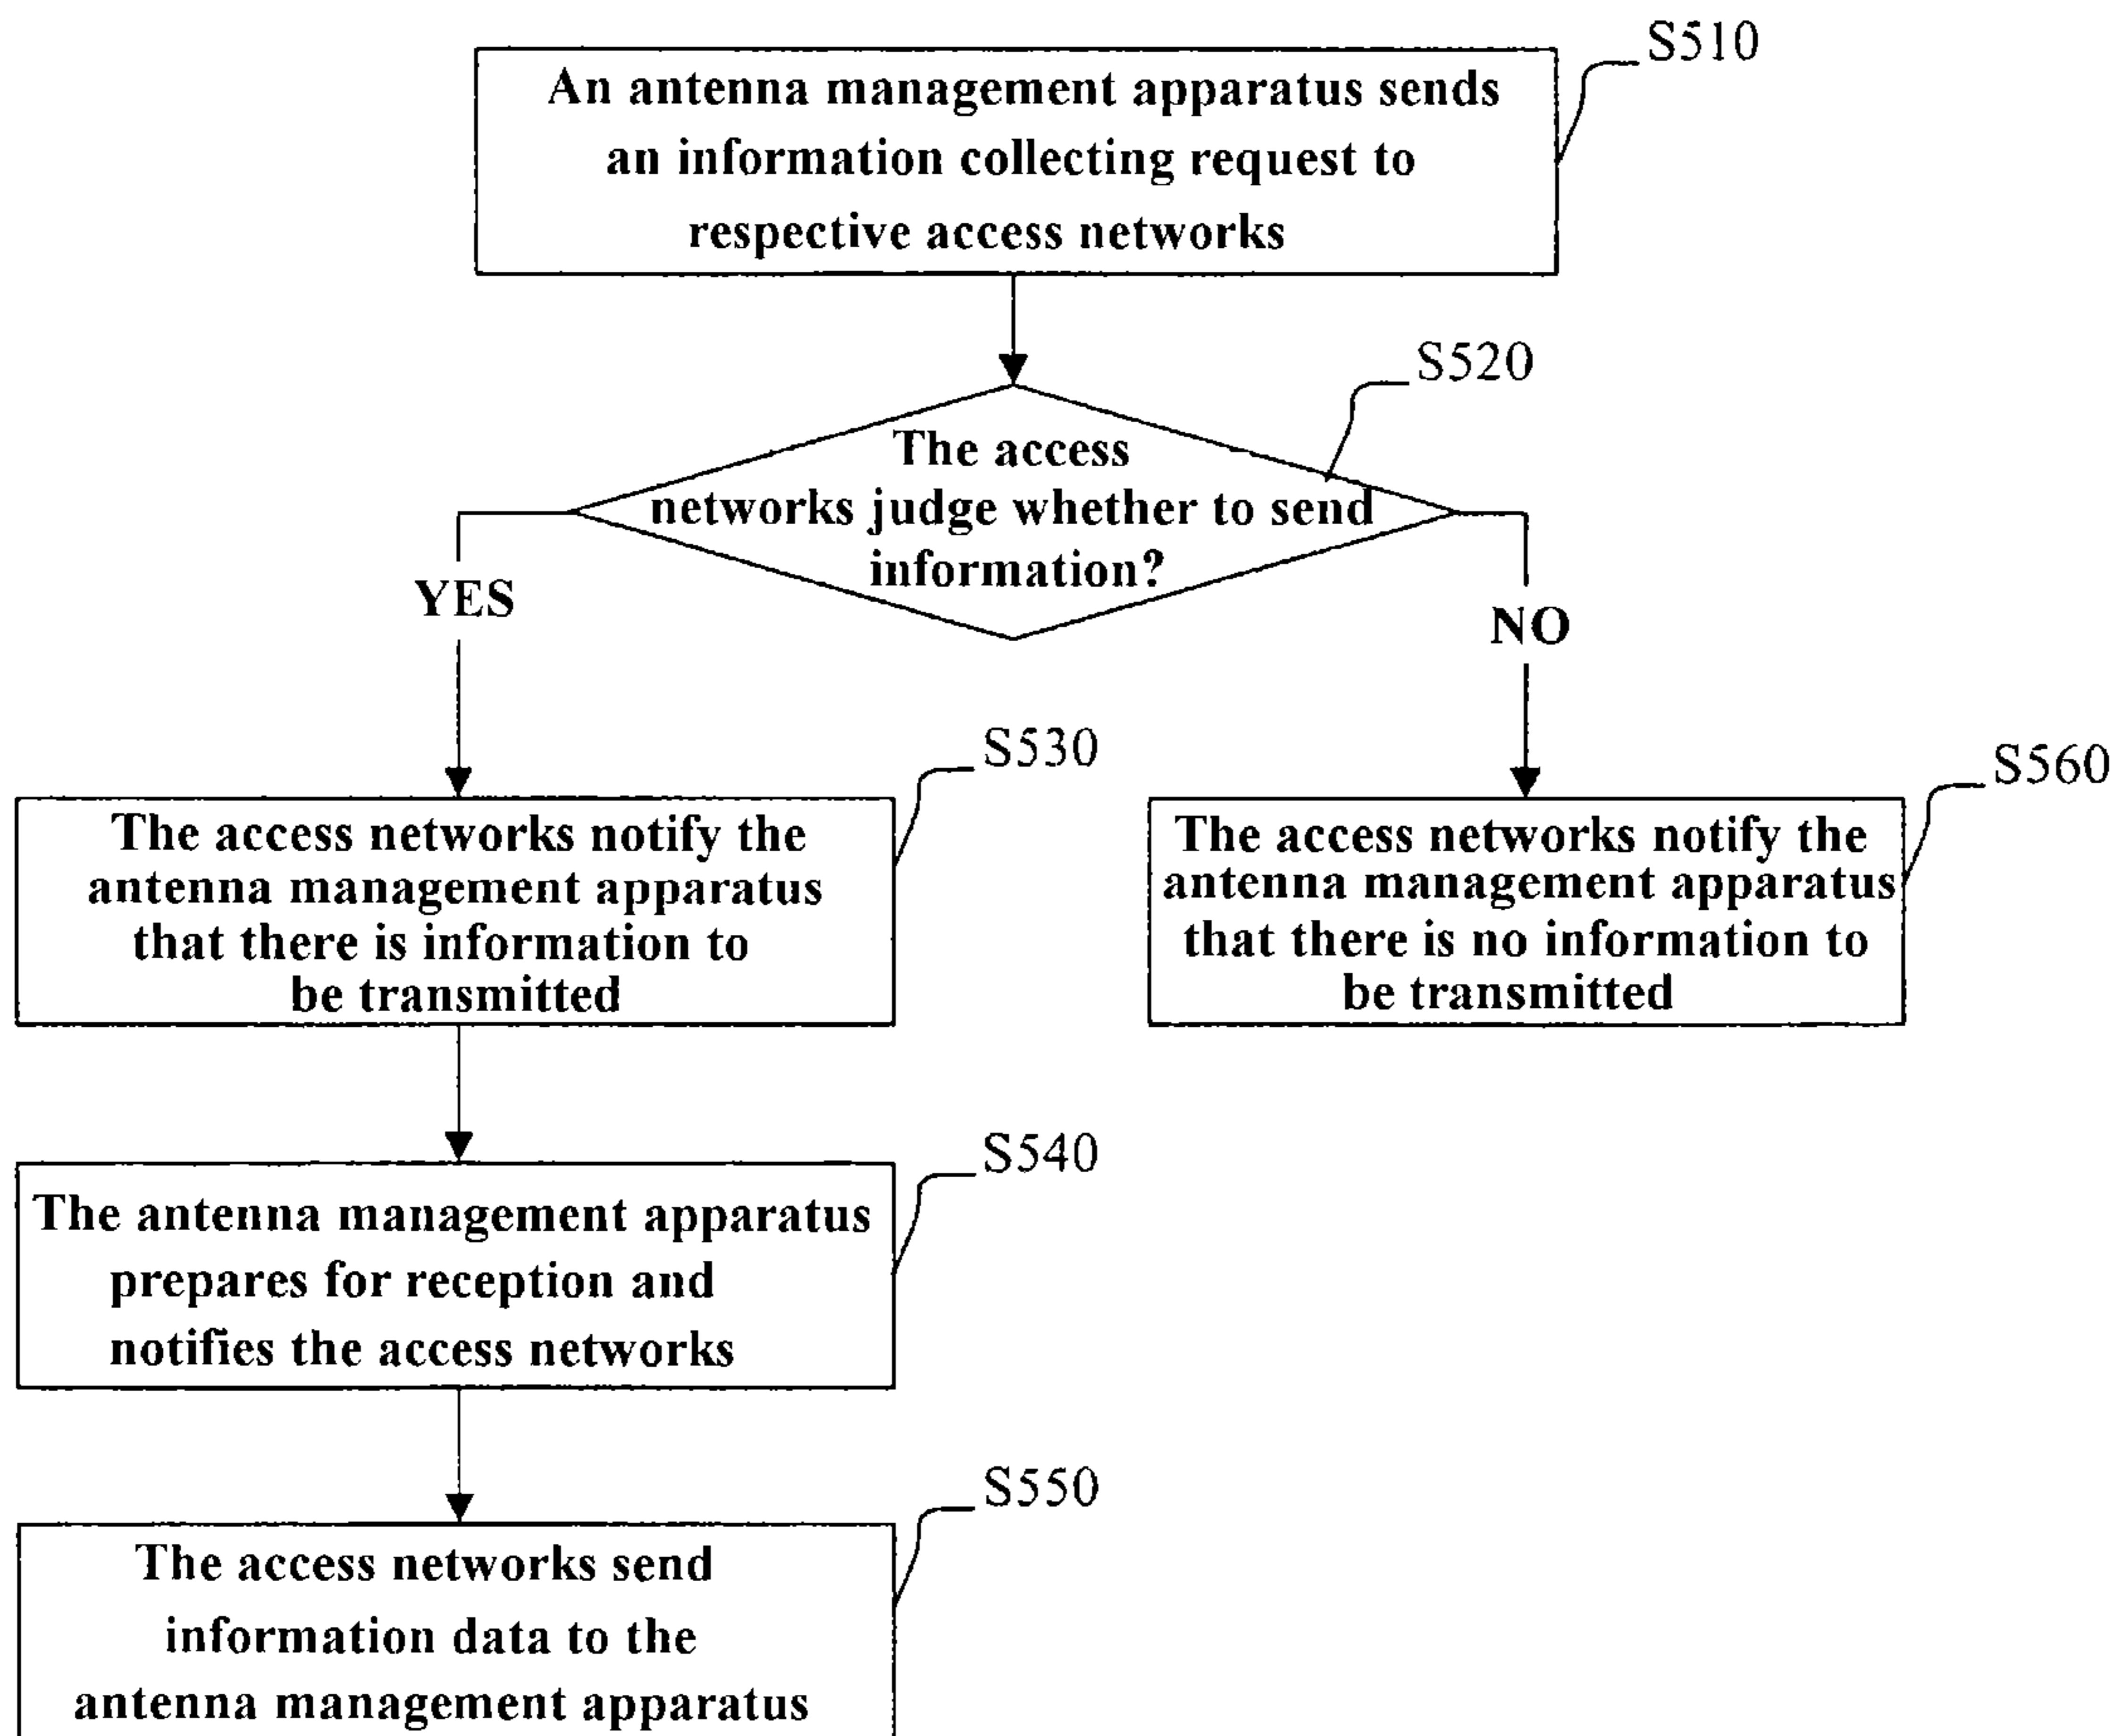 S510
An antenna management apparatus sends
an information collecting request to
respective access networks
S520
The access
networks judge whether to send
information?
YES
NO
S530
The access networks notify the
antenna management apparatus
that there is information to
be transmitted
S560
The access networks notify the
antenna management apparatus
that there is no information to
be transmitted
S540
The antenna management apparatus
prepares for reception and
notifies the access networks
S550
The access networks send
information data to the
antenna management apparatus